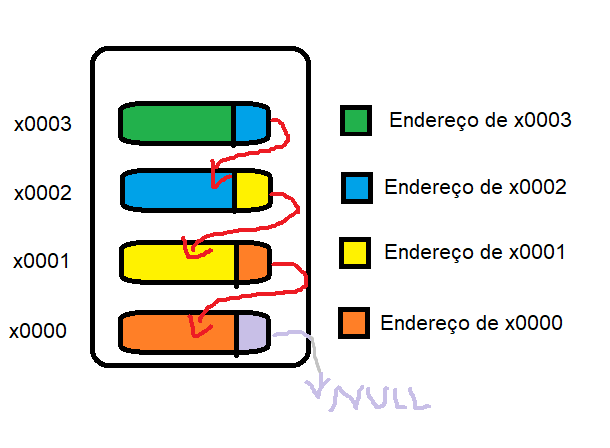 x0003
Endereço de x0003
x0002
Endereço de x0002
x0001
Endereço de x0001
x0000
Endereço de x0000
NULL